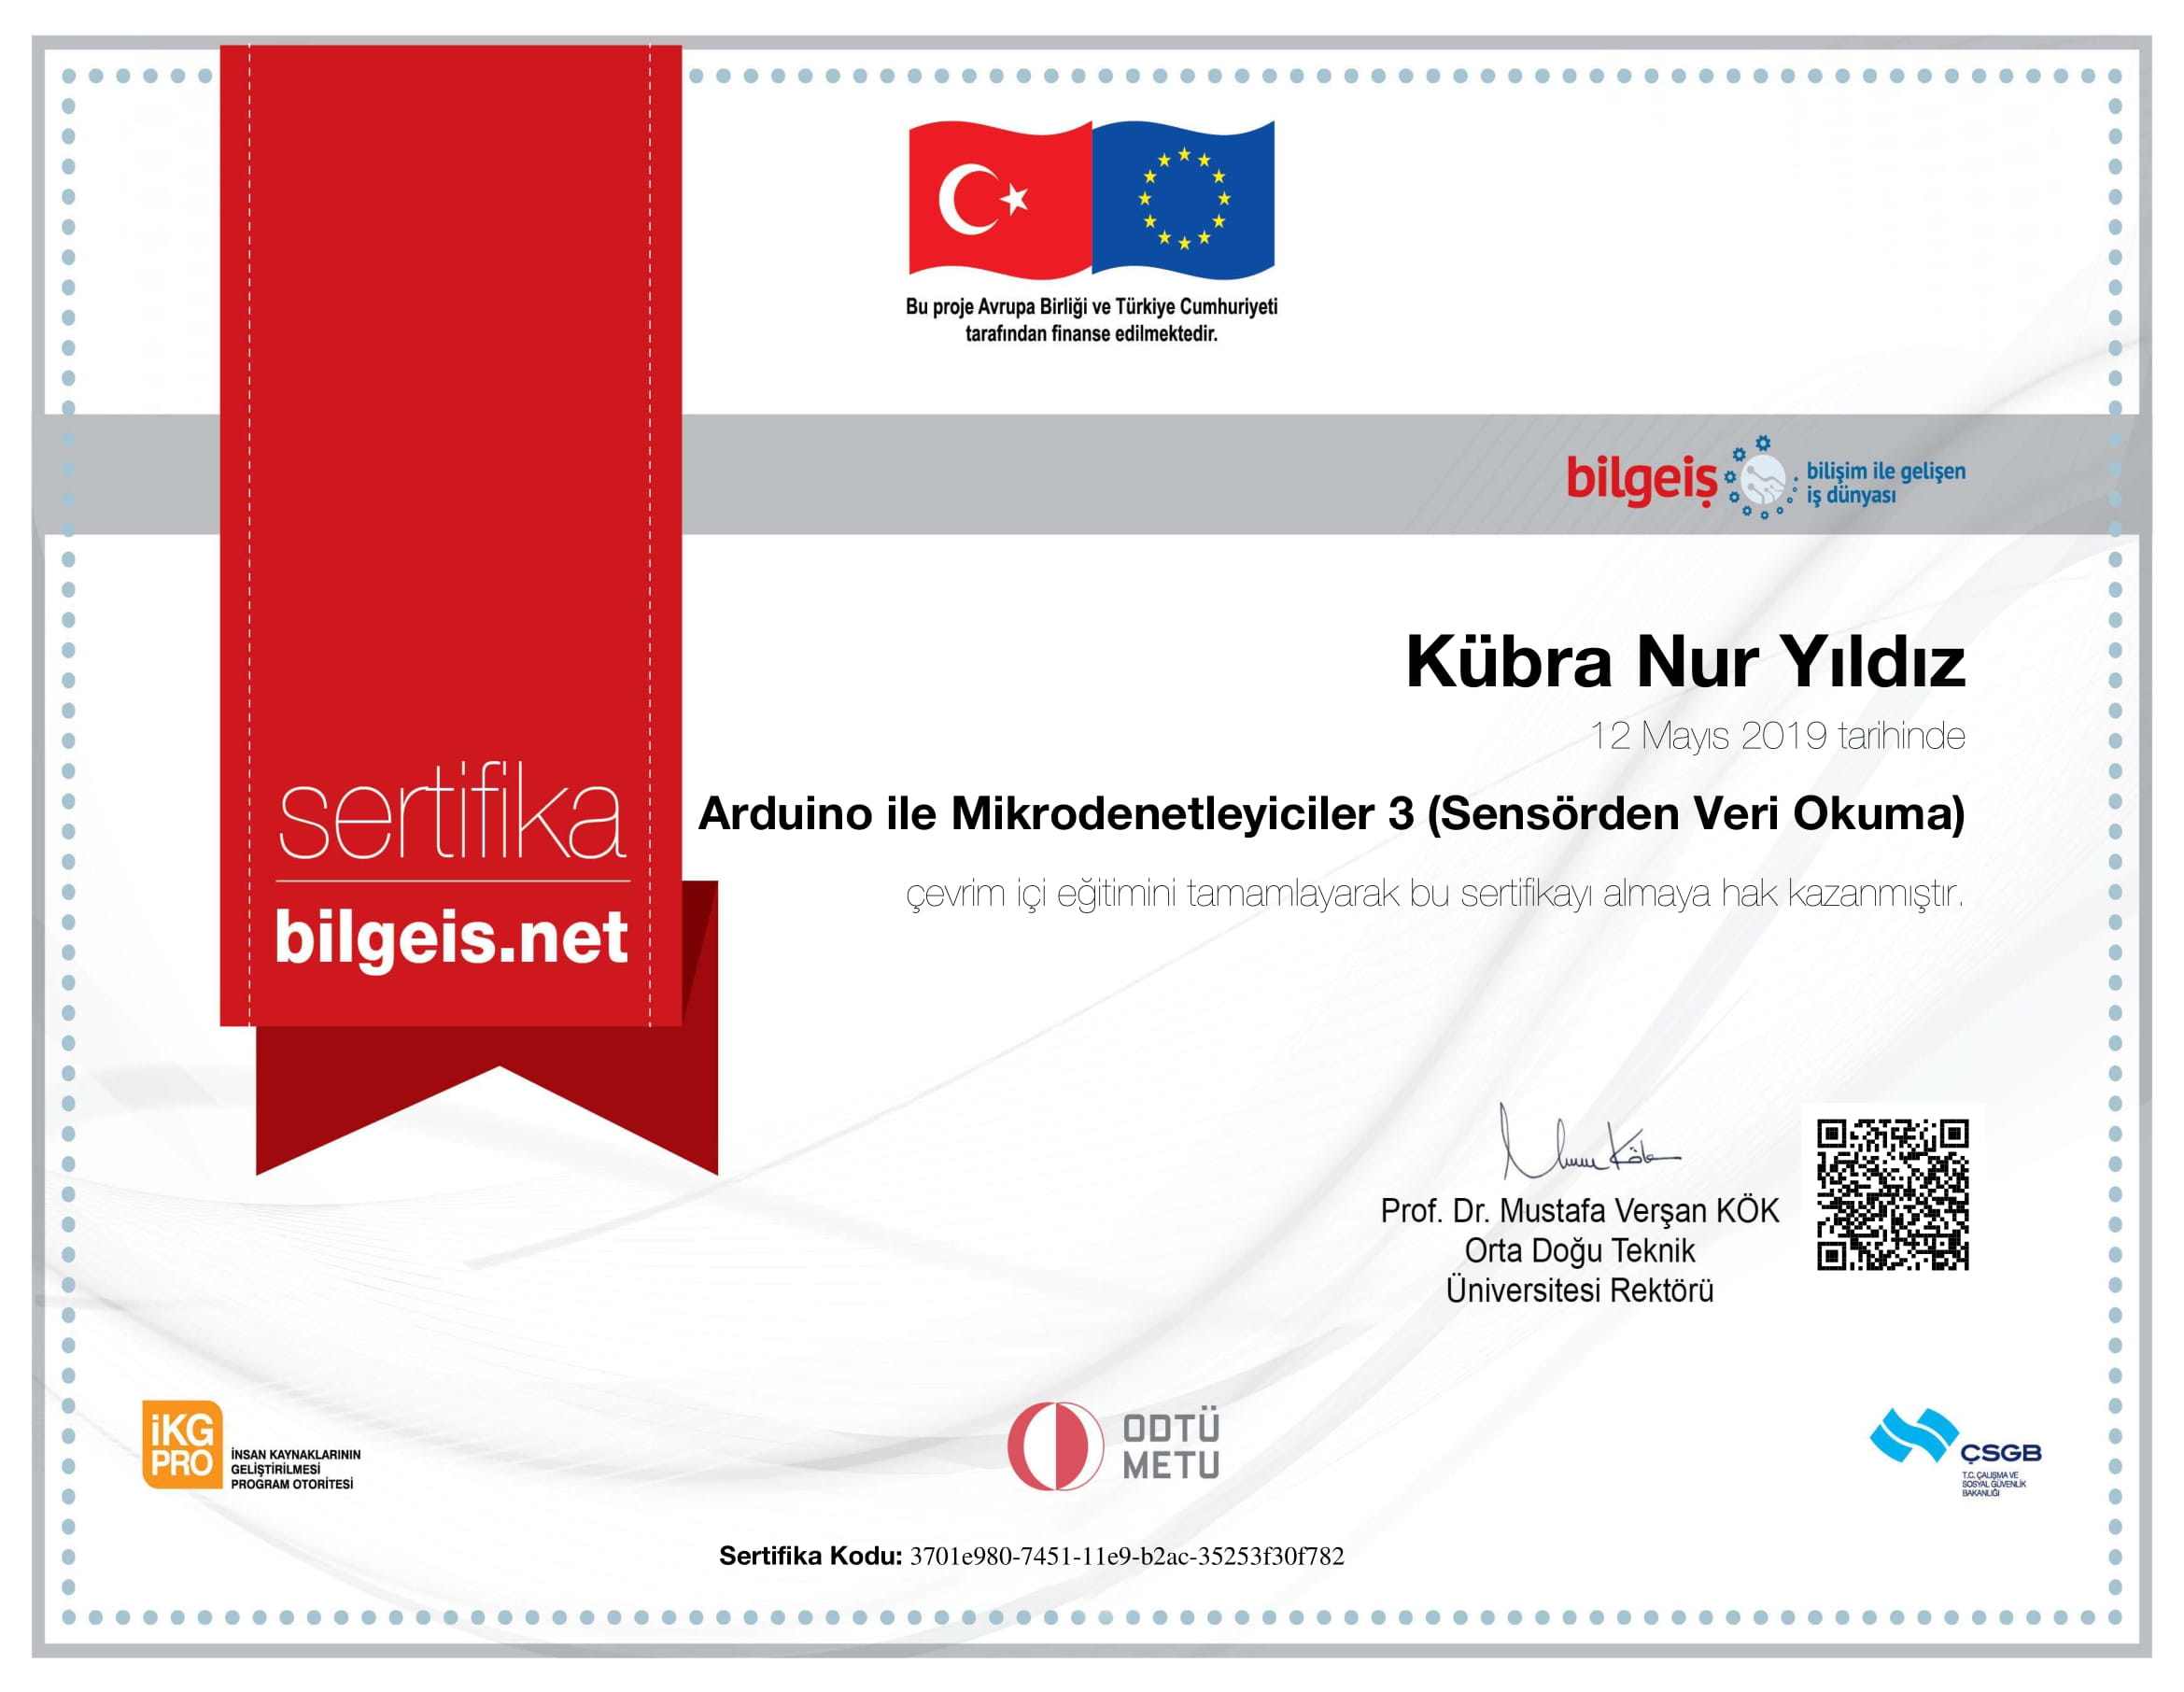 Bu proje Avrupa Birliği ve Türkiye Cumhuriyeti
tarafından finanse edilmektedir.
bilgeiş
bilişim ile gelişen
iş dünyası
Kübra Nur Yıldız
12 Mayıs 2019 tarihinde
Arduino ile Mikrodenetleyiciler 3 (Sensörden Veri Okuma)
çevrim içi eğitimini tamamlayarak bu sertifikayı almaya hak kazanmıştır.
sertifika
bilgeis.net
Prof. Dr. Mustafa Verşan KÖK
Orta Doğu Teknik
Üniversitesi Rektörü
iKG
PRO
İNSAN KAYNAKLARININ
GELİŞTİRİLMESİ
PROGRAM OTORİTESİ
ODTÜ
METU
ÇSGB
T.C. ÇALIŞMA VE
SOSYAL GÜVENLİK
BAKANLIĞI
Sertifika Kodu: 3701e980-7451-11e9-b2ac-35253f30f782